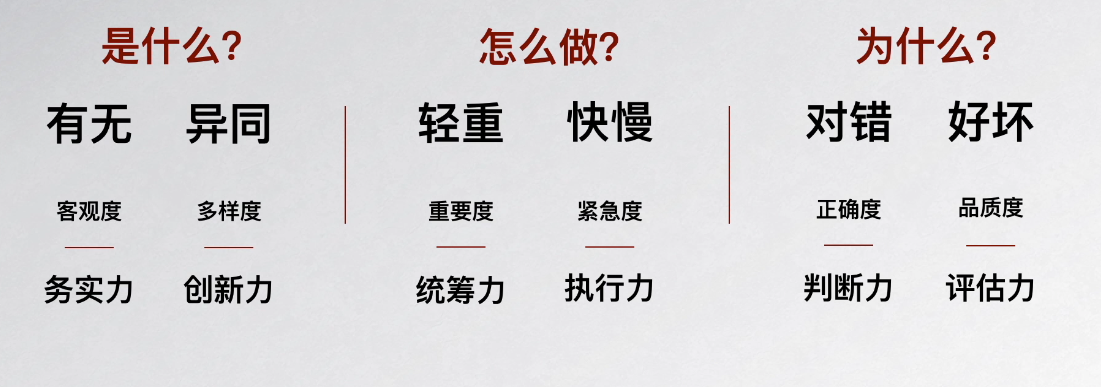 是什么?
怎么做?
为什么?
有无 异同
轻重 快慢
对错 好坏
客观度 多样度
重要度 紧急度
正确度 品质度
务实力 创新力
统筹力 执行力
判断力 评估力